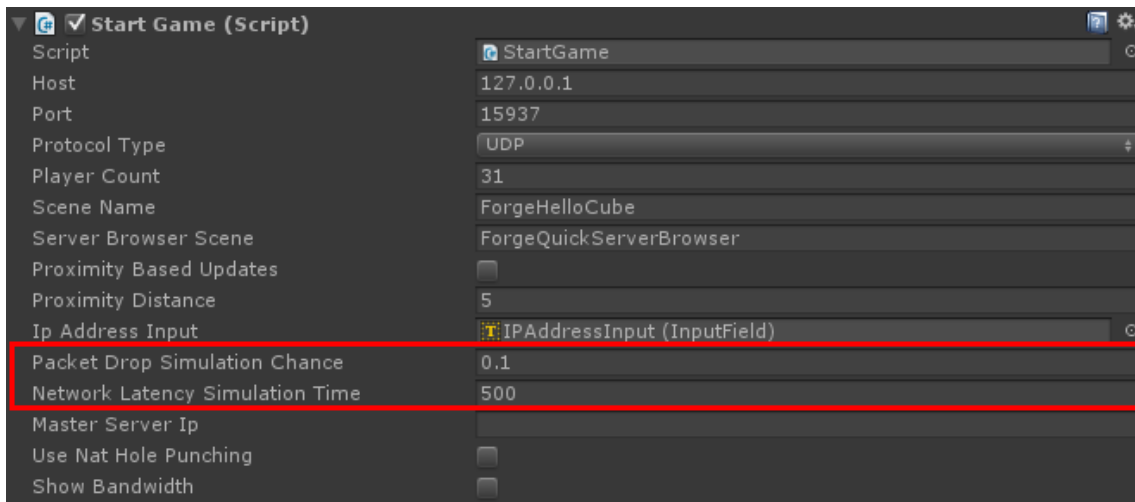 Start Game (Script)
Script StartGame
Host 127.0.0.1
Port 15937
Protocol Type UDP
Player Count 31
Scene Name ForgeHelloCube
Server Browser Scene ForgeQuickServerBrowser
Proximity Based Updates
Proximity Distance 5
Ip Address Input IPAddressInput (InputField)
Packet Drop Simulation Chance 0.1
Network Latency Simulation Time 500
Master Server Ip
Use Nat Hole Punching
Show Bandwidth